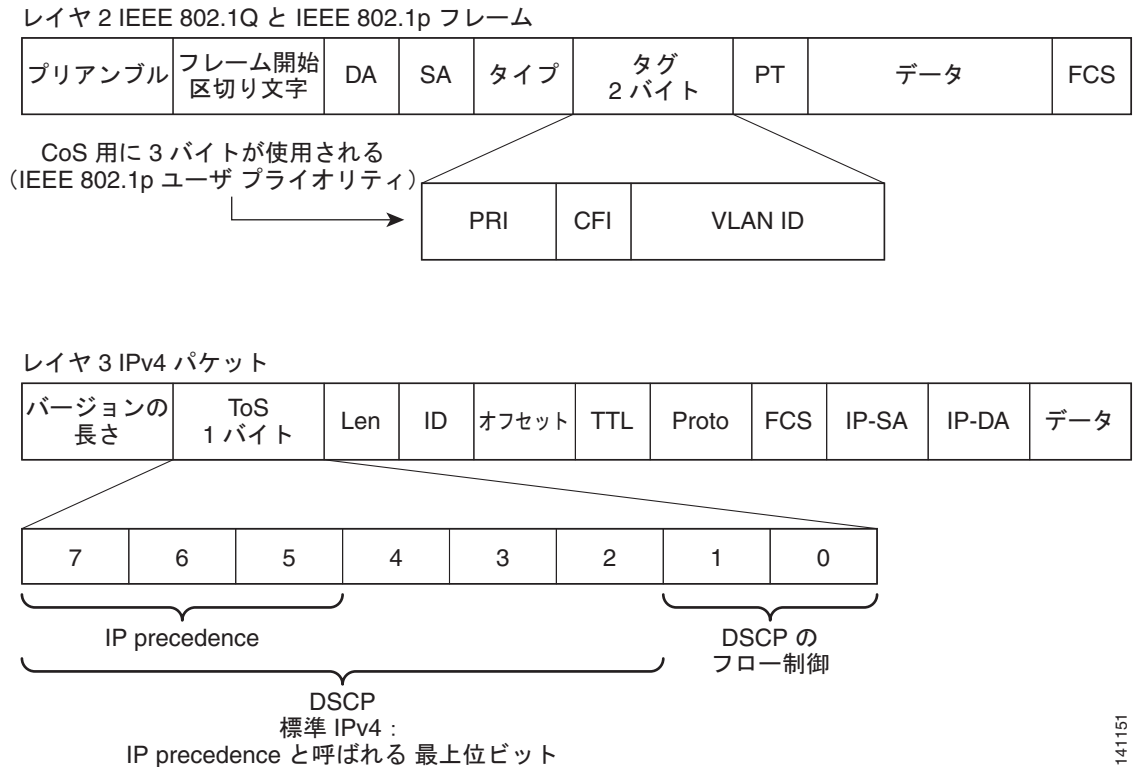 レイヤ 2 IEEE 802.1Q と IEEE 802.1p フレーム
プリアンブル
フレーム開始
区切り文字
DA
SA
タイプ
タグ
2 バイト
PT
データ
FCS
CoS 用に 3 バイトが使用される
（IEEE 802.1p ユーザ プライオリティ）
PRI
CFI
VLAN ID
レイヤ 3 IPv4 パケット
バージョンの
長さ
ToS
1 バイト
Len
ID
オフセット
TTL
Proto
FCS
IP-SA
IP-DA
データ
7
6
5
4
3
2
1
0
IP precedence
DSCP の
フロー制御
DSCP
標準 IPv4：
IP precedence と呼ばれる 最上位ビット
141151